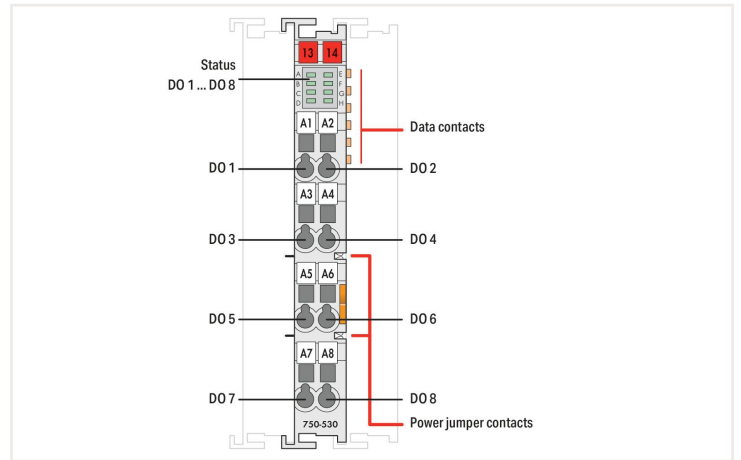 13 14
Status
DO 1 ... DO 8
A E
B F
C G
D H
A1 A2
Data contacts
DO 1 DO 2
A3 A4
DO 3 DO 4
A5 A6
DO 5 DO 6
A7 A8
DO 7 DO 8
750-530 Power jumper contacts